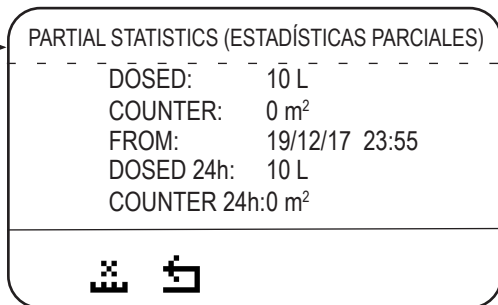 PARTIAL STATISTICS (ESTADÍSTICAS PARCIALES)
DOSED: 10 L
COUNTER: 0 m²
FROM: 19/12/17 23:55
DOSED 24h: 10 L
COUNTER 24h:0 m²